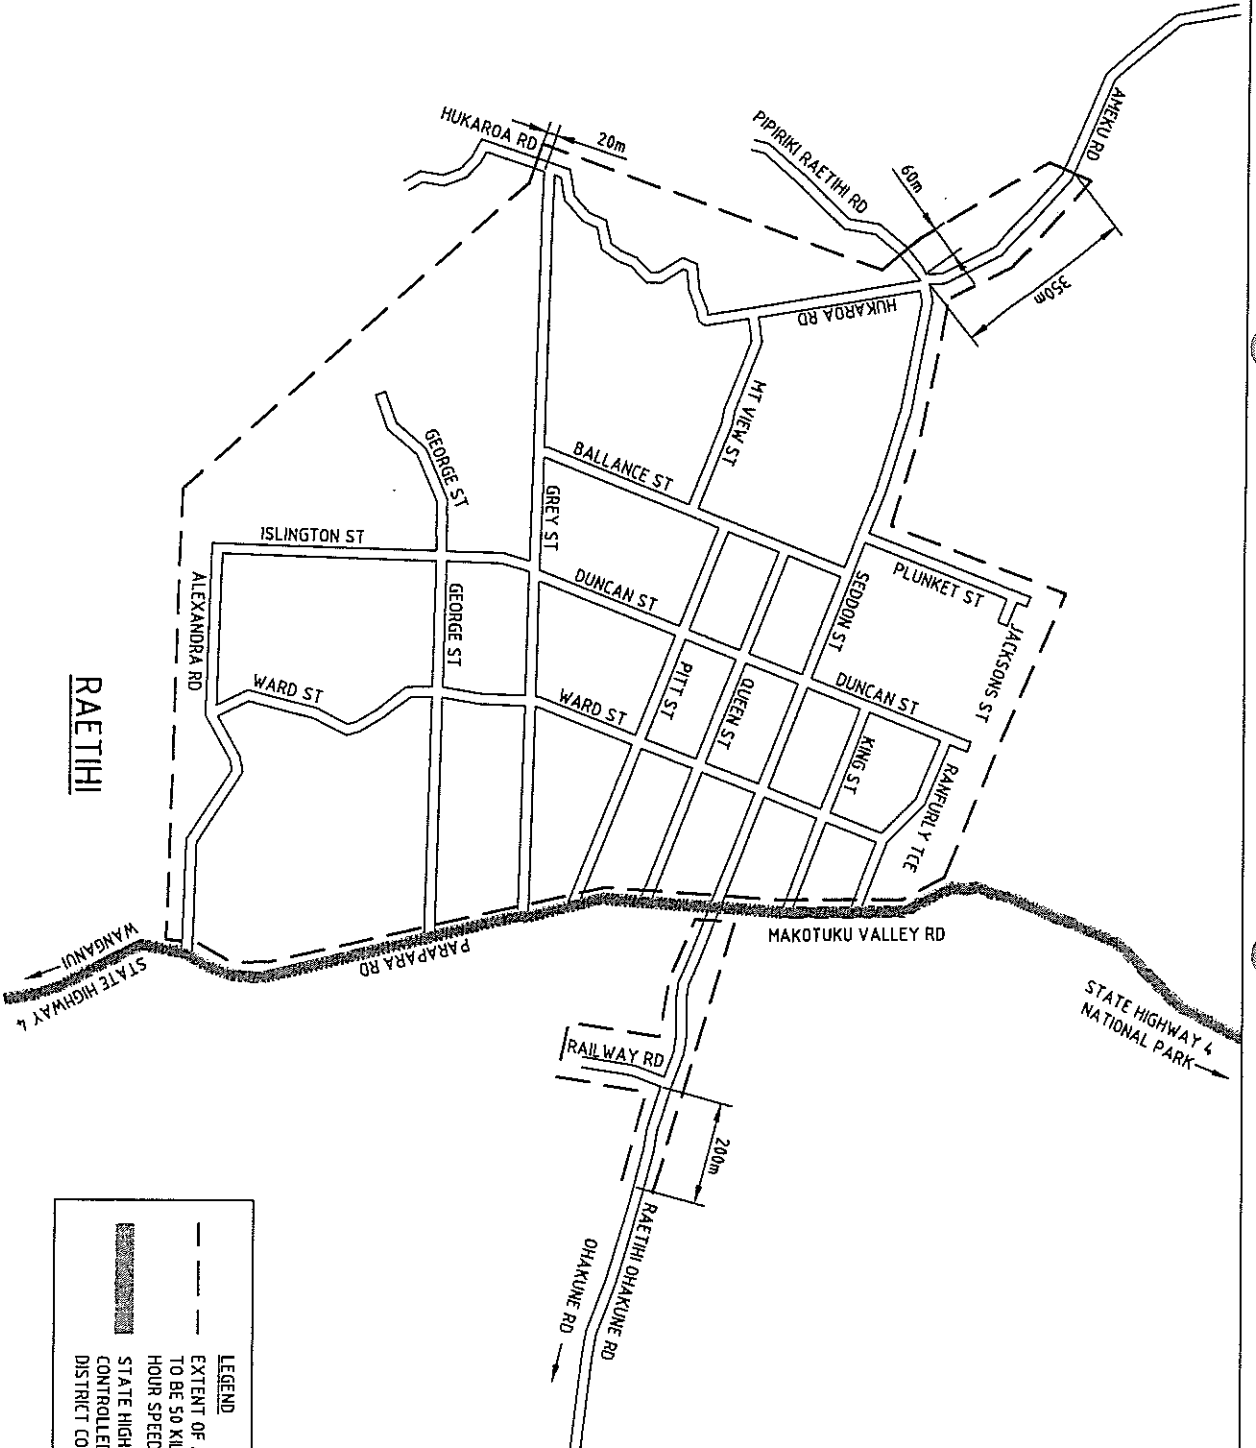 AMEKU RD
PIPIRIKI RAETIHI RD
60m
350m
HUKAROA RD
20m
HUKAROA RD
MT VIEW ST
BALLANCE ST
GEORGE ST
GREY ST
ISLINGTON ST
DUNCAN ST
SEDDON ST
PLUNKET ST
JACKSONS ST
ALEXANDRA RD
GEORGE ST
WARD ST
WARD ST
PITT ST
QUEEN ST
DUNCAN ST
KING ST
RANFURLY TCE
RAETIHI
MAKOTUKU VALLEY RD
PARAPARA RD
WANGANUI
STATE HIGHWAY 4
STATE HIGHWAY 4
NATIONAL PARK
RAILWAY RD
200m
RAETIHI OHAKUNE RD
OHAKUNE RD
LEGEND
EXTENT OF
TO BE 50 KIL
HOUR SPEED
STATE HIGH
CONTROLLED
DISTRICT CO